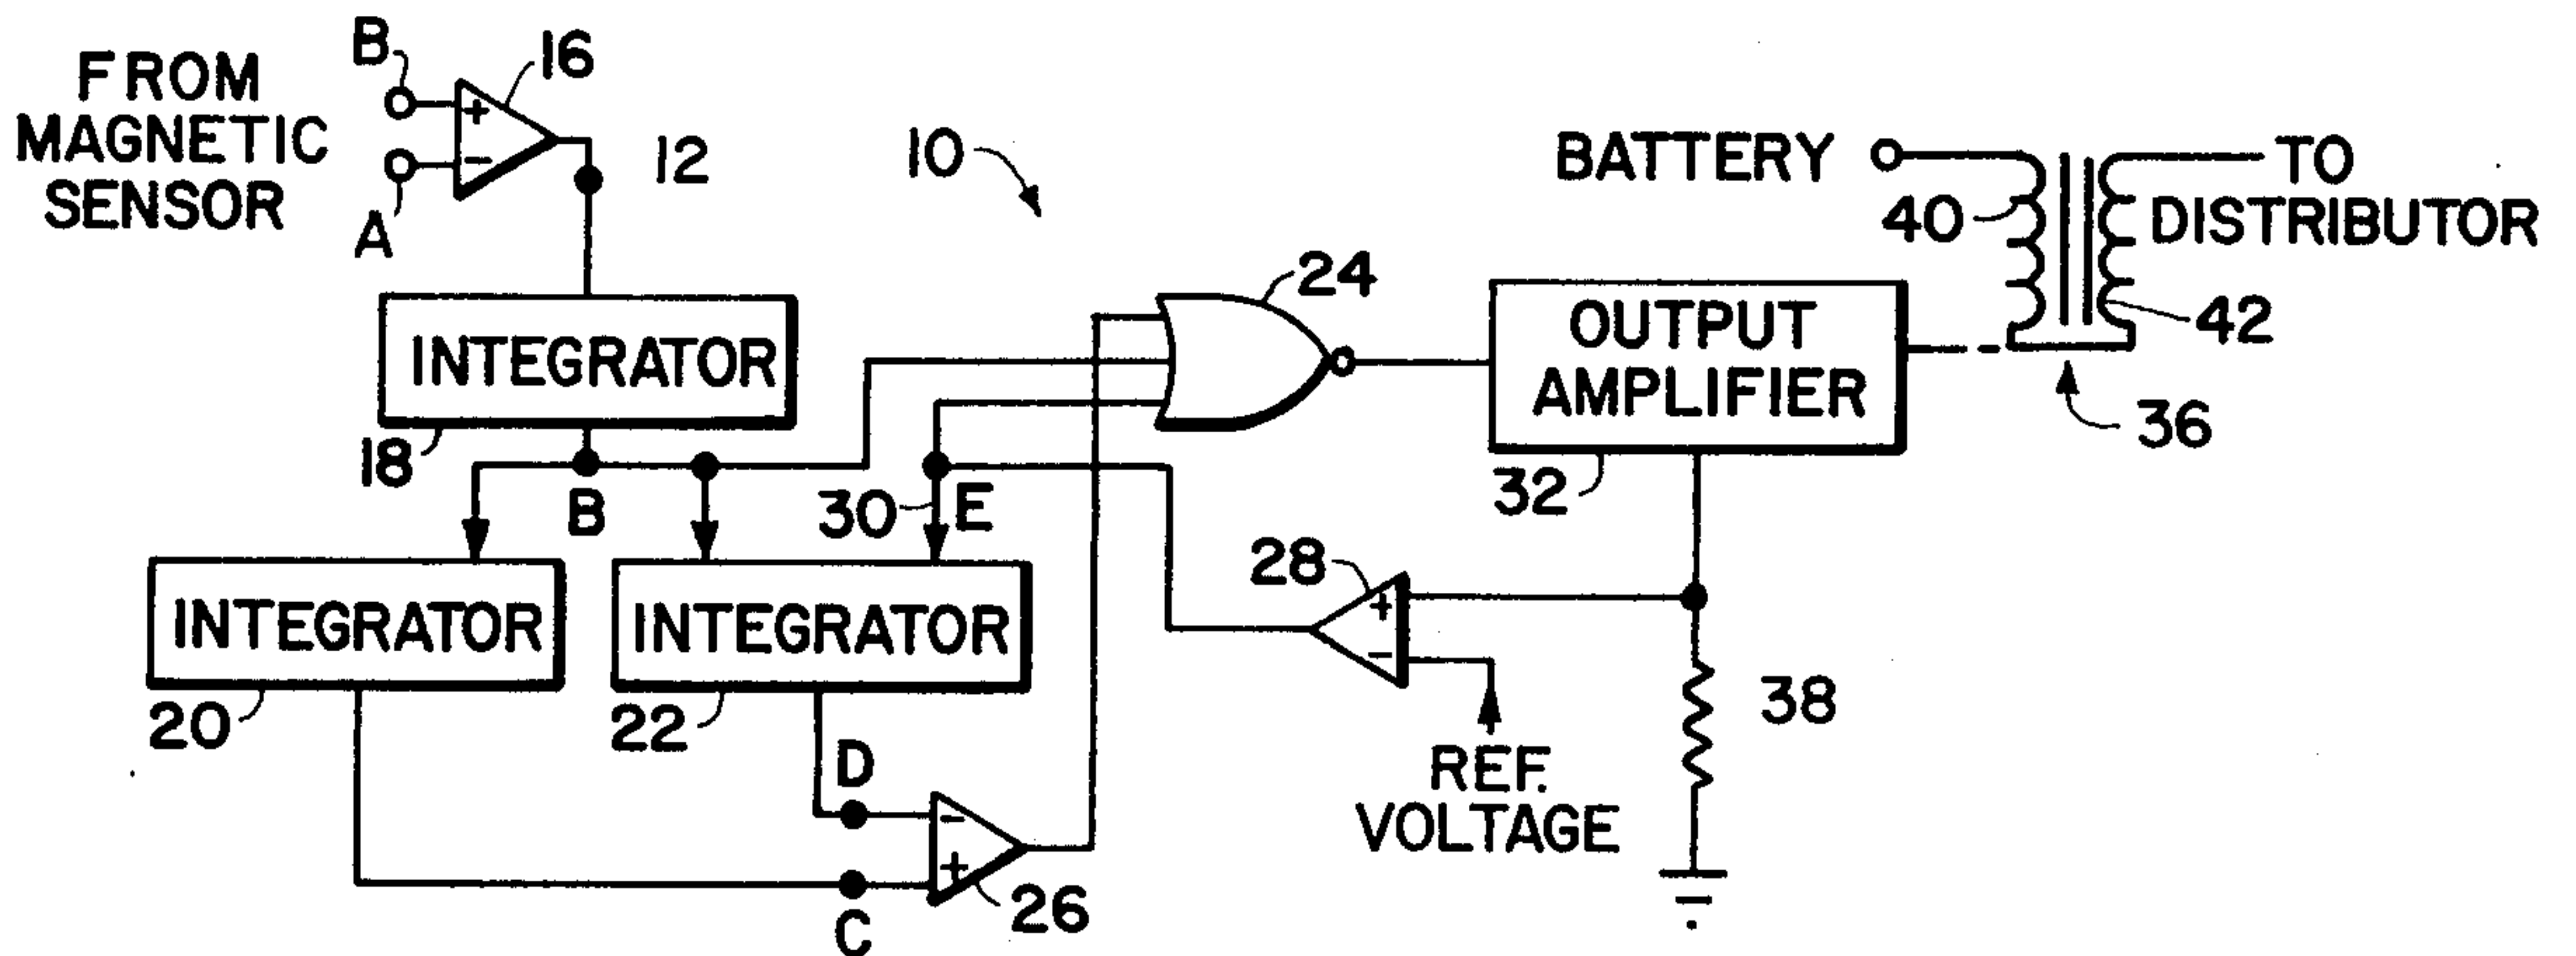 FROM
MAGNETIC
SENSOR
B
A
+
−
16
12
10
BATTERY
TO
DISTRIBUTOR
40
42
36
24
INTEGRATOR
18
B
OUTPUT
AMPLIFIER
32
30
E
28
+
−
INTEGRATOR
20
INTEGRATOR
22
REF.
VOLTAGE
38
D
−
+
C
26